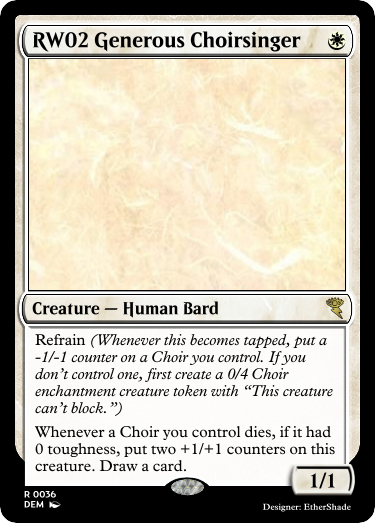 RW02 Generous Choirsinger
Creature — Human Bard
Refrain (Whenever this becomes tapped, put a
-1/-1 counter on a Choir you control. If you
don't control one, first create a 0/4 Choir
enchantment creature token with “This creature
can't block.”)
Whenever a Choir you control dies, if it had
0 toughness, put two +1/+1 counters on
this creature. Draw a card.
1/1
R 0036
DEM
Designer: EtherShade